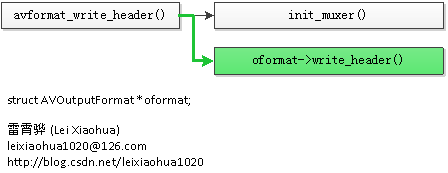 avformat_write_header()
init_muxer()
oformat->write_header()
struct AVOutputFormat * oformat;
雷霄骅 (Lei Xiaohua)
leixiaohua1020@126.com
http://blog.csdn.net/leixiaohua1020